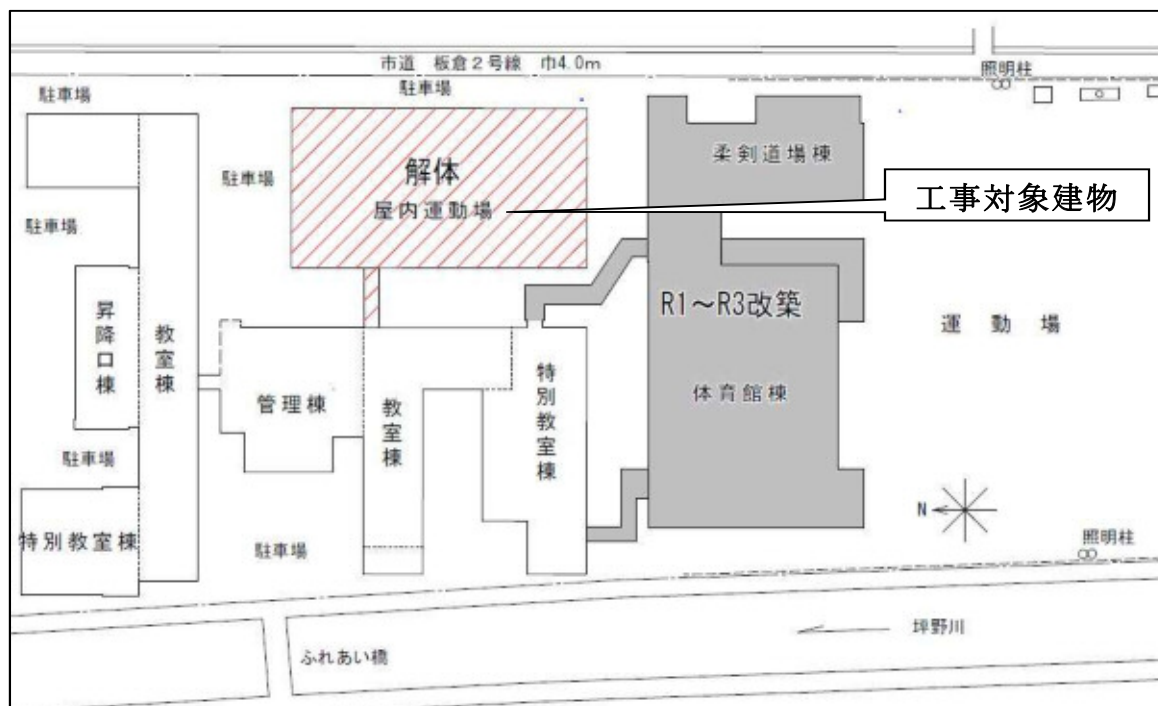 市道 板倉2号線 巾4.0m
照明柱
駐車場
駐車場
解体
屋内運動場
柔剣道場棟
駐車場
工事対象建物
駐車場
昇降口棟
教室棟
R1~R3改築
運動場
管理棟
教室棟
特別教室棟
体育館棟
駐車場
特別教室棟
駐車場
N
照明柱
坪野川
ふれあい橋